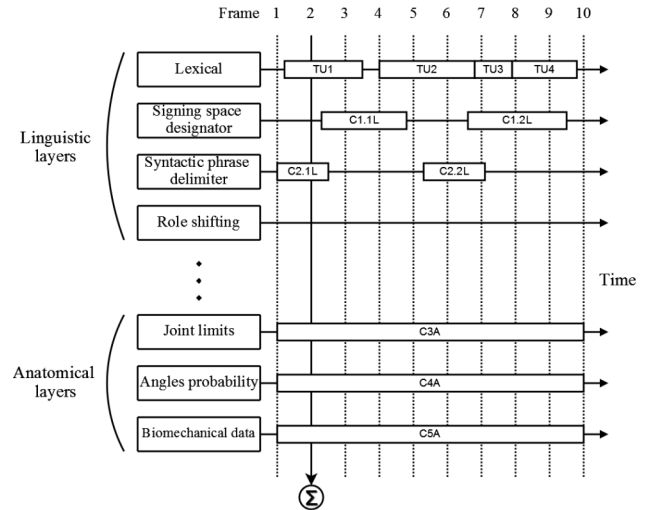 Frame 1 2 3 4 5 6 7 8 9 10
Lexical
TU1 TU2 TU3 TU4
Signing space
designator
C1.1L C1.2L
Linguistic
layers
Syntactic phrase
delimiter
C2.1L C2.2L
Role shifting
Time
Joint limits
C3A
Anatomical
layers
Angles probability
C4A
Biomechanical data
C5A
Σ